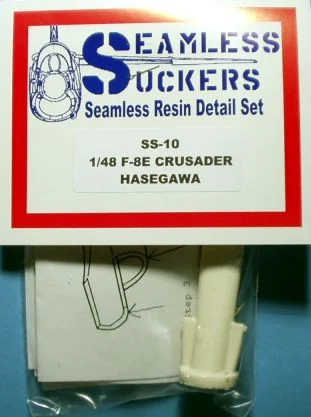 SEAMLESS
SUCKERS
Seamless Resin Detail Set
SS-10
1/48 F-8E CRUSADER
HASEGAWA
Step 3